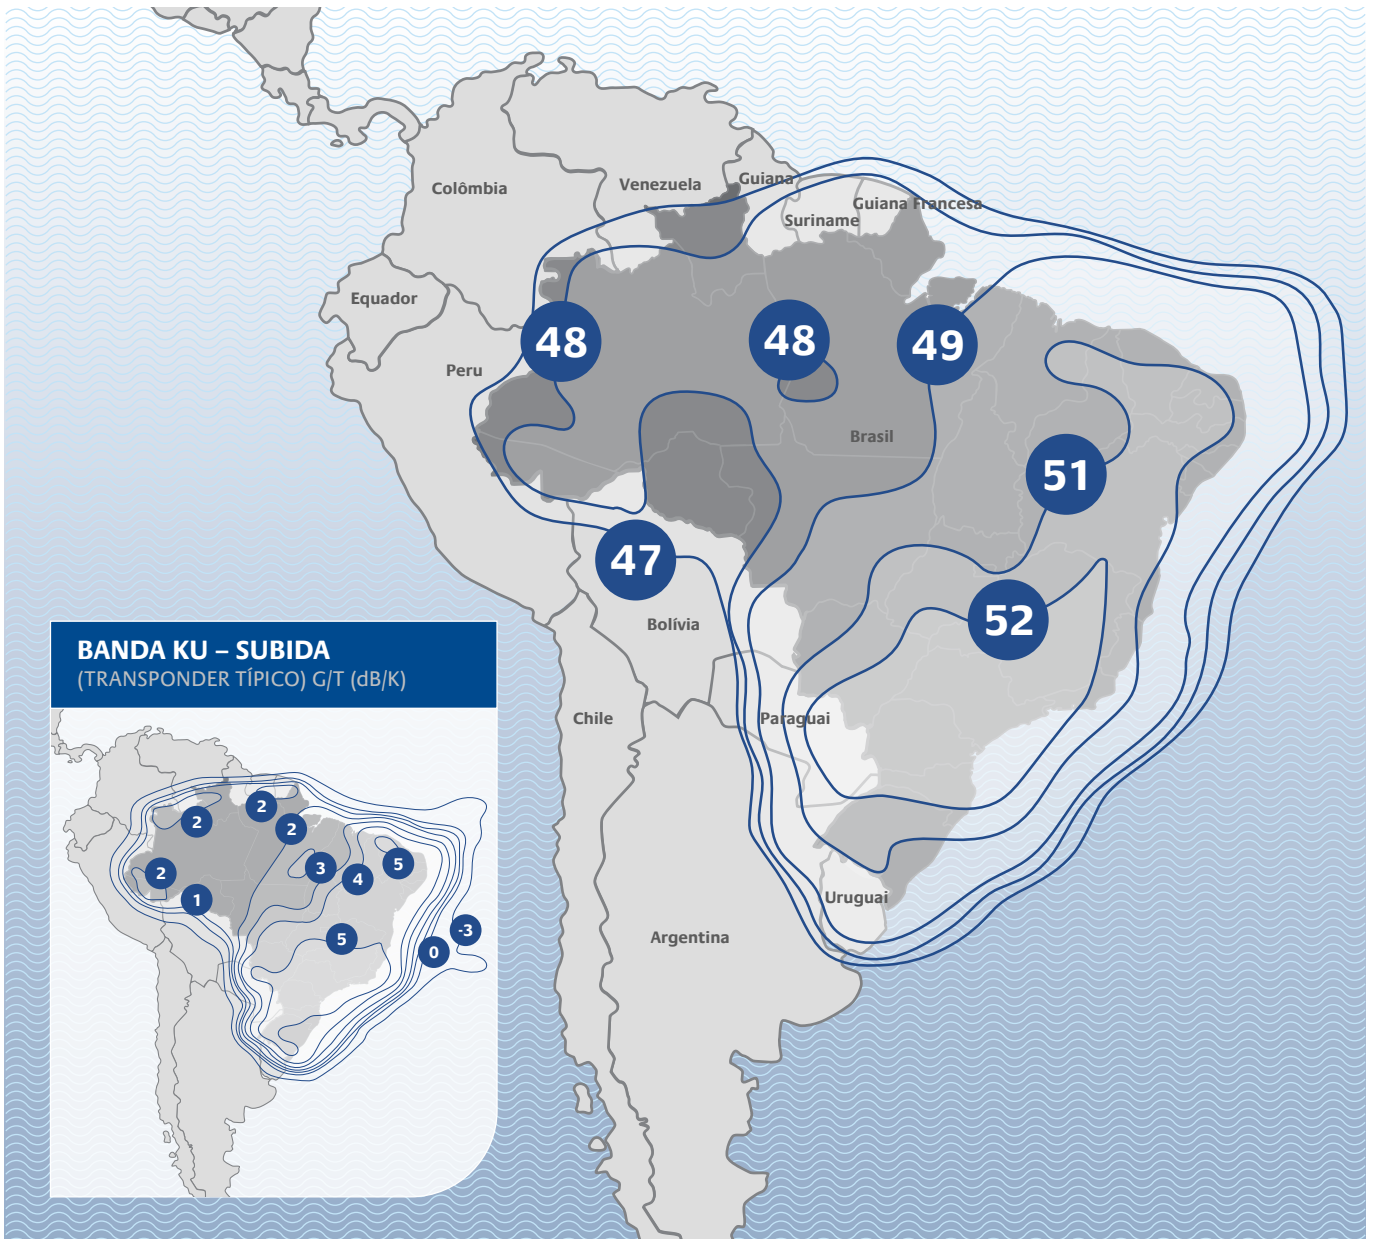 Colômbia
Venezuela
Guiana
Suriname
Guiana Francesa
Equador
Peru
48
48
49
Brasil
51
47
52
Bolívia
Chile
Paraguai
Uruguai
Argentina
BANDA KU – SUBIDA
(TRANSPONDER TÍPICO) G/T (dB/K)
2
2
2
2
3
4
5
1
5
0
-3